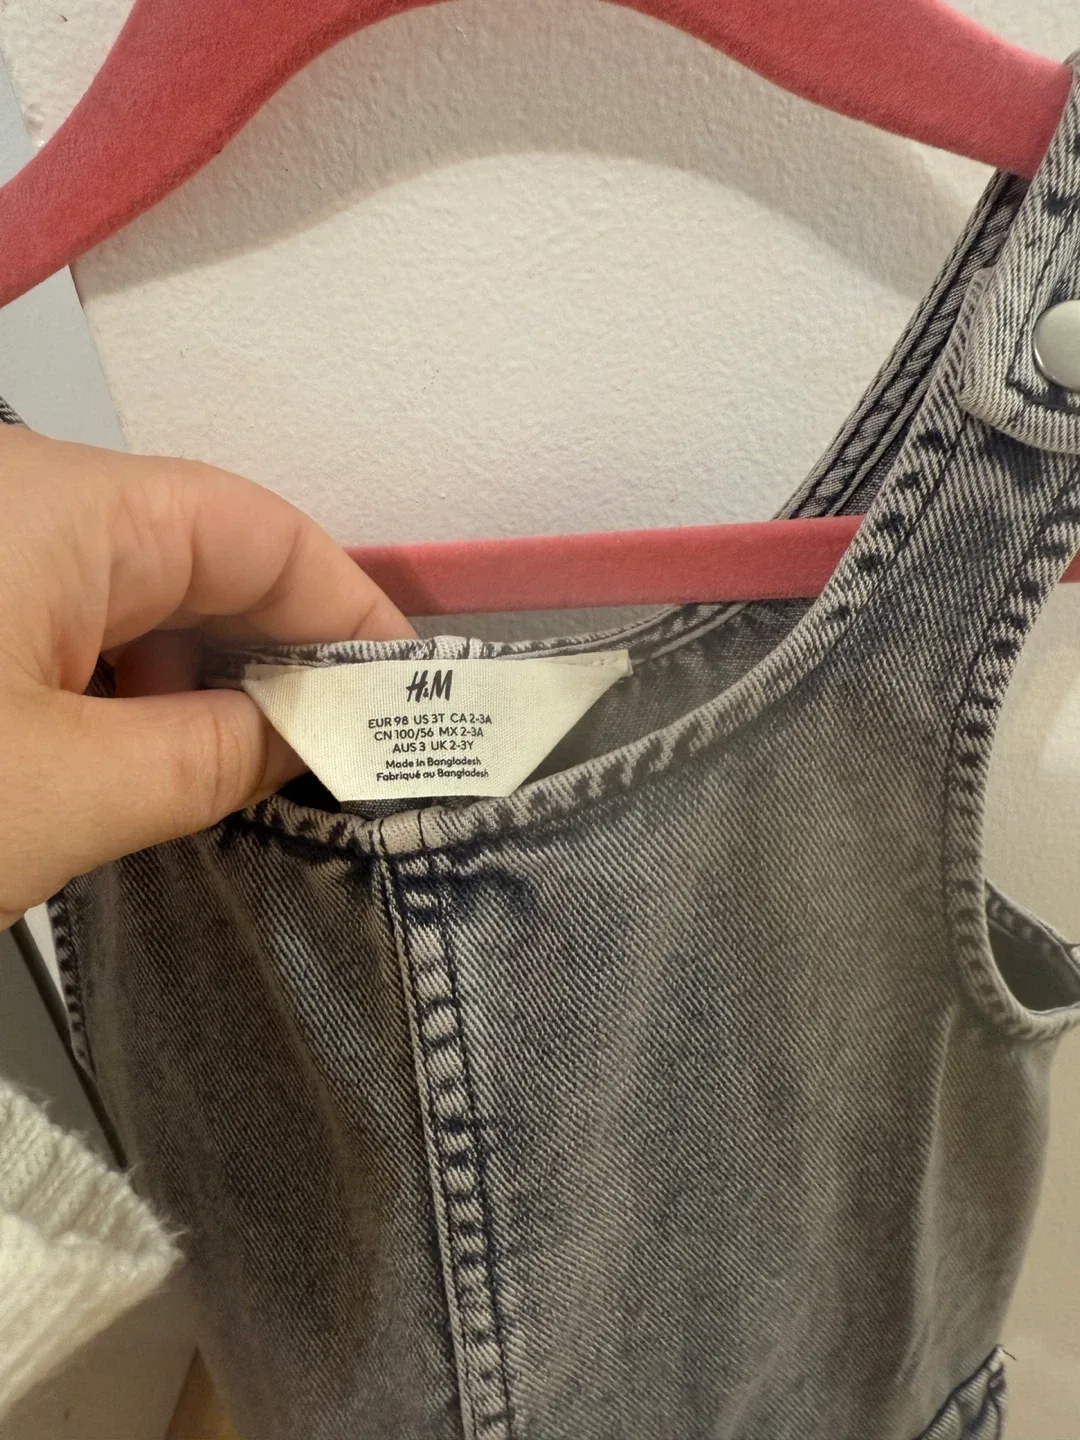 H&M
EUR 98 US 3T CA 2-3A
CN 100/56 MX 2-3A
AUS 3 UK 2-3Y
Made in Bangladesh
Fabriqué au Bangladesh